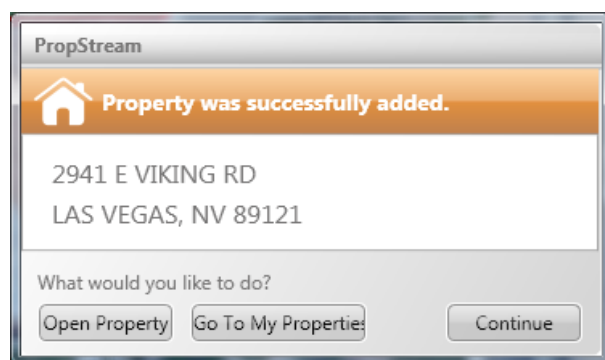 PropStream
Property was successfully added.
2941 E VIKING RD
LAS VEGAS, NV 89121
What would you like to do?
Open Property Go To My Properties Continue